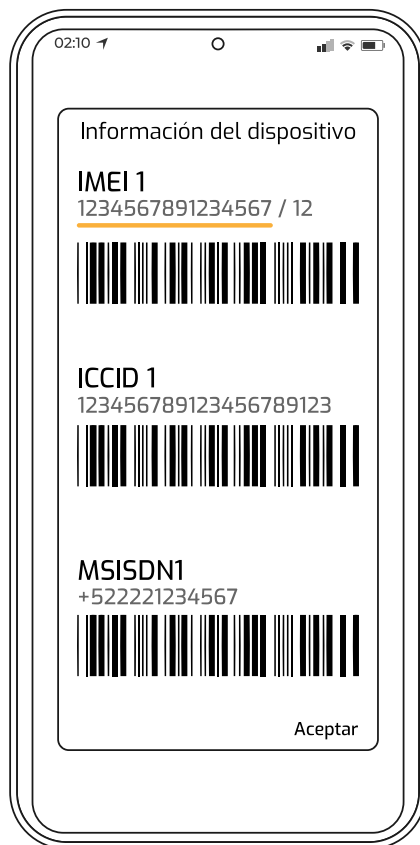 02:10
Información del dispositivo
IMEI 1
1234567891234567 / 12
ICCID 1
123456789123456789123
MSISDN1
+522221234567
Aceptar